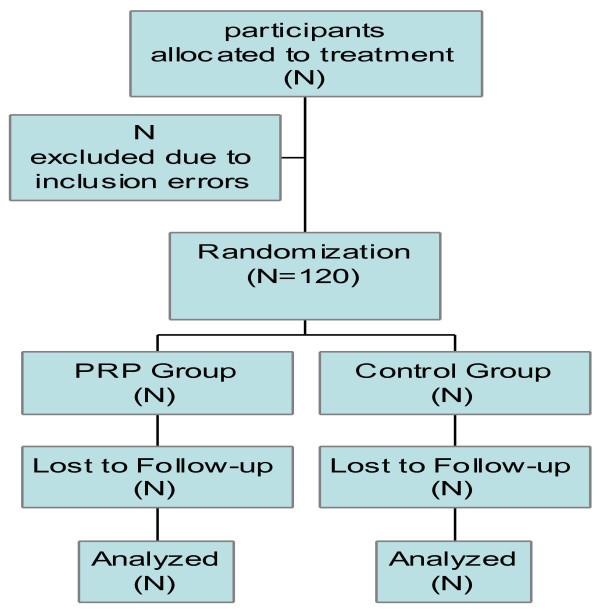 participants
allocated to treatment
(N)
N
excluded due to
inclusion errors
Randomization
(N=120)
PRP Group
(N)
Control Group
(N)
Lost to Follow-up
(N)
Lost to Follow-up
(N)
Analyzed
(N)
Analyzed
(N)